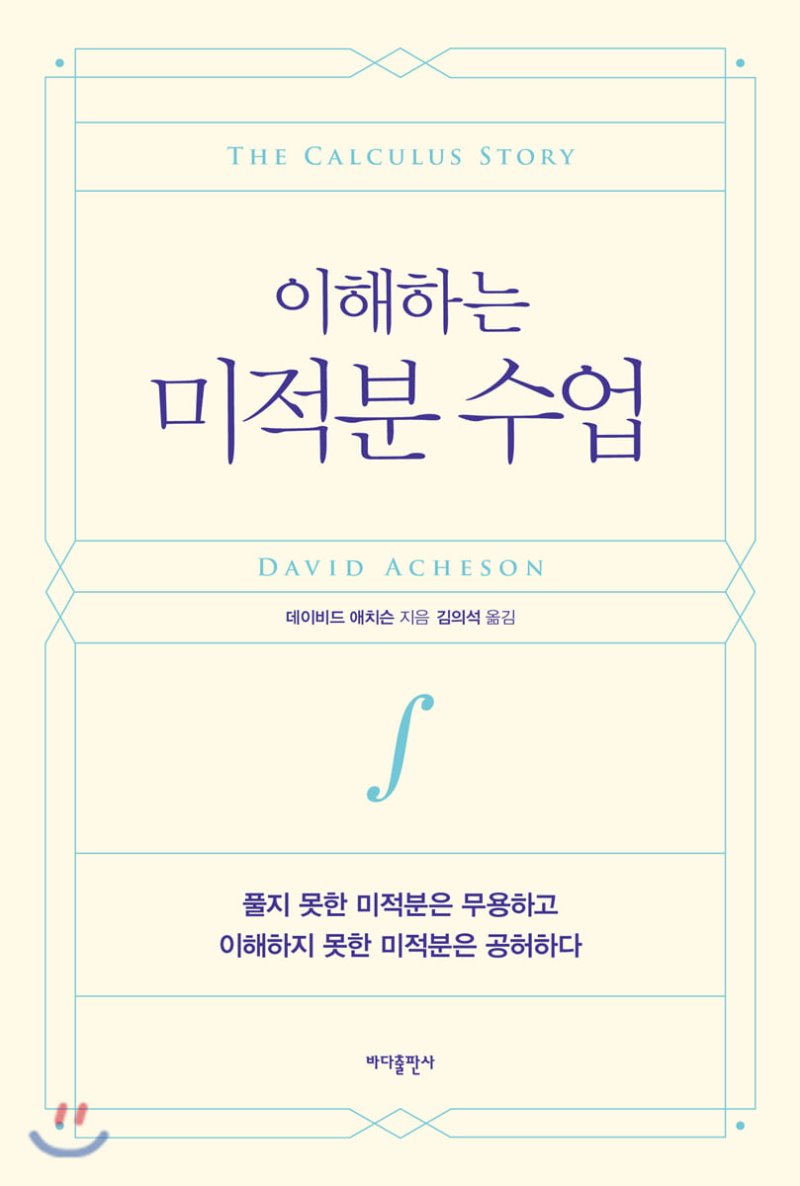 THE CALCULUS STORY
이해하는
미적분 수업
DAVID ACHESON
데이비드 애치슨 지음 김의석 옮김
∫
풀지 못한 미적분은 무용하고
이해하지 못한 미적분은 공허하다
바다출판사